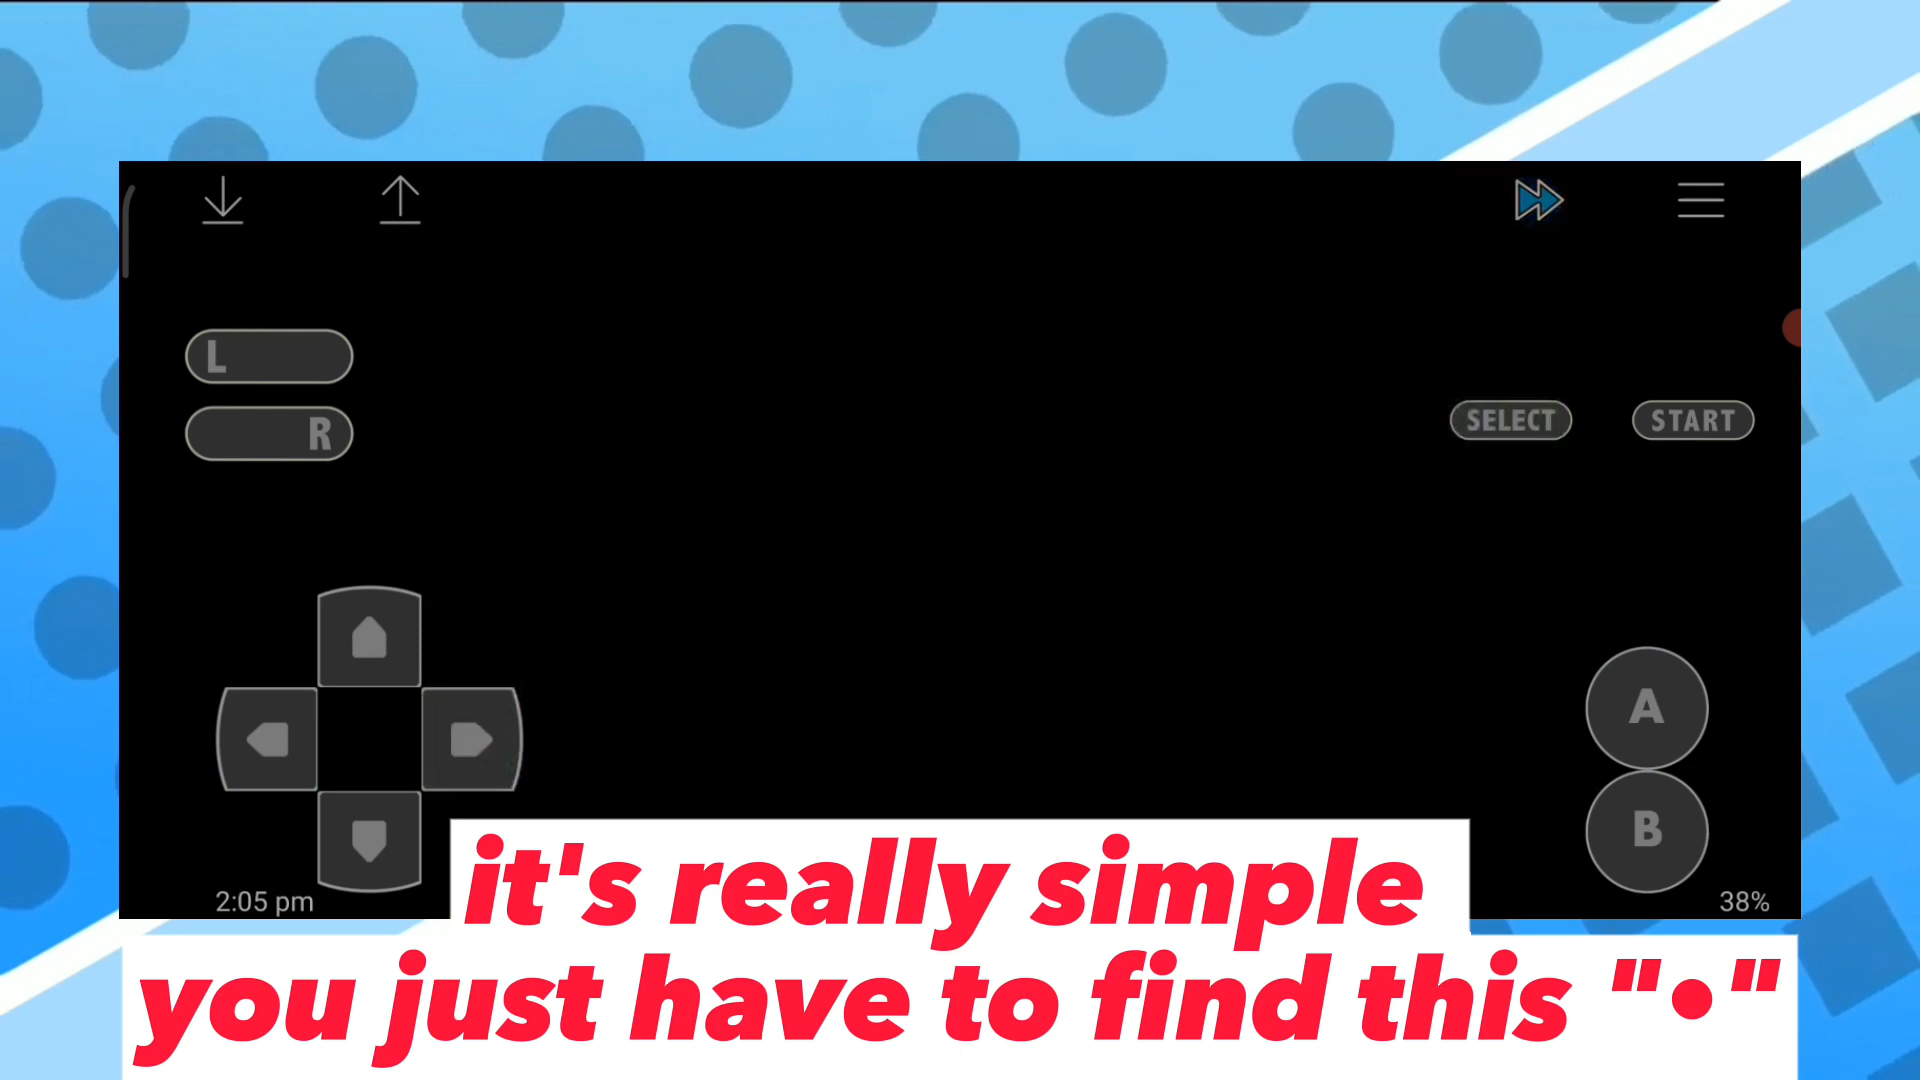 L
R
SELECT
START
A
B
2:05 pm
38%
it's really simple
you just have to find this "•"